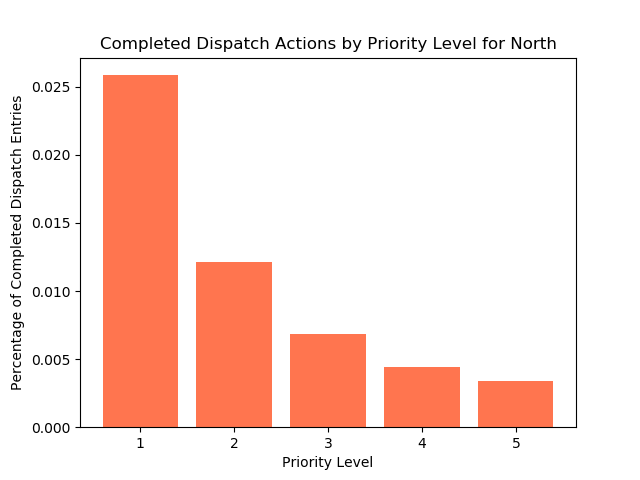 Completed Dispatch Actions by Priority Level for North
Percentage of Completed Dispatch Entries
0.025
0.020
0.015
0.010
0.005
0.000
1 2 3 4 5
Priority Level